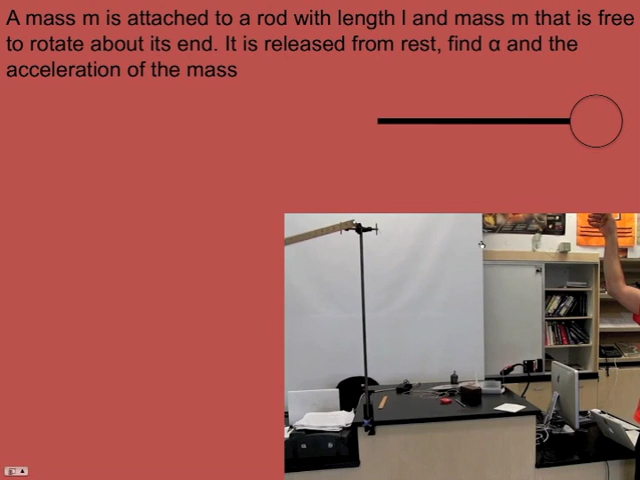 A mass m is attached to a rod with length l and mass m that is free
to rotate about its end. It is released from rest, find α and the
acceleration of the mass